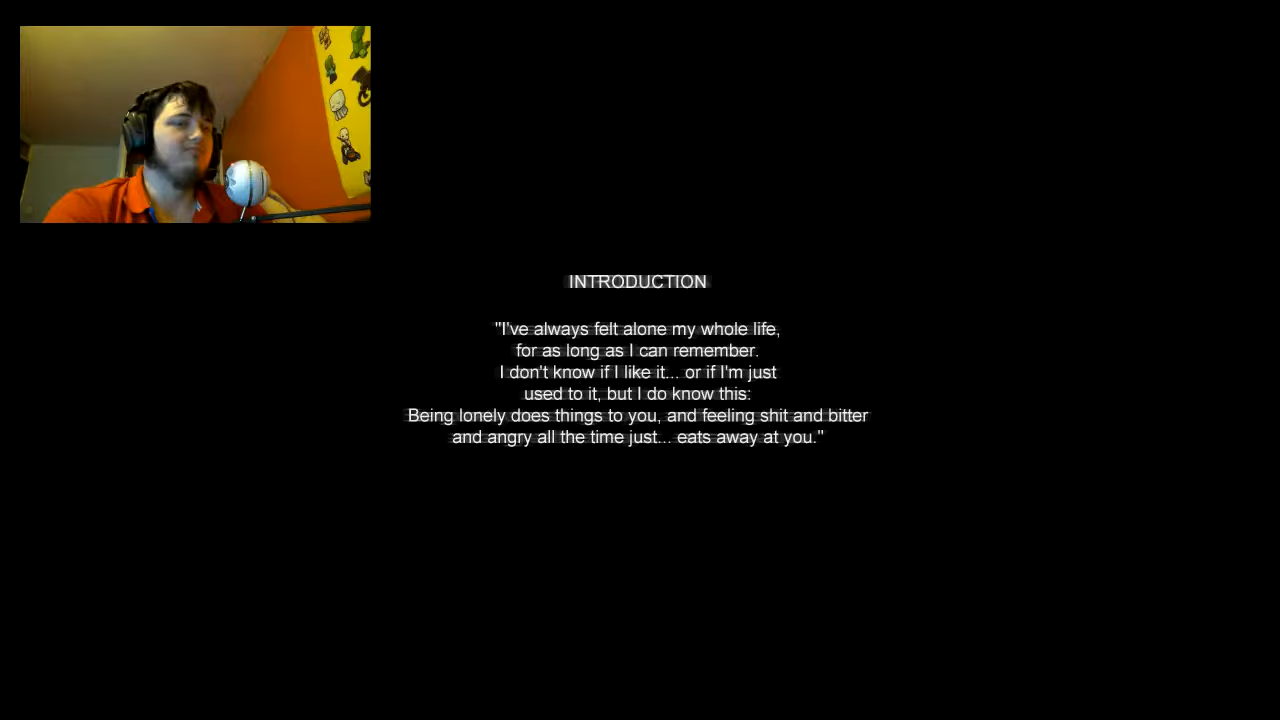 INTRODUCTION
"I've always felt alone my whole life,
for as long as I can remember.
I don't know if I like it... or if I'm just
used to it, but I do know this:
Being lonely does things to you, and feeling shit and bitter
and angry all the time just... eats away at you."